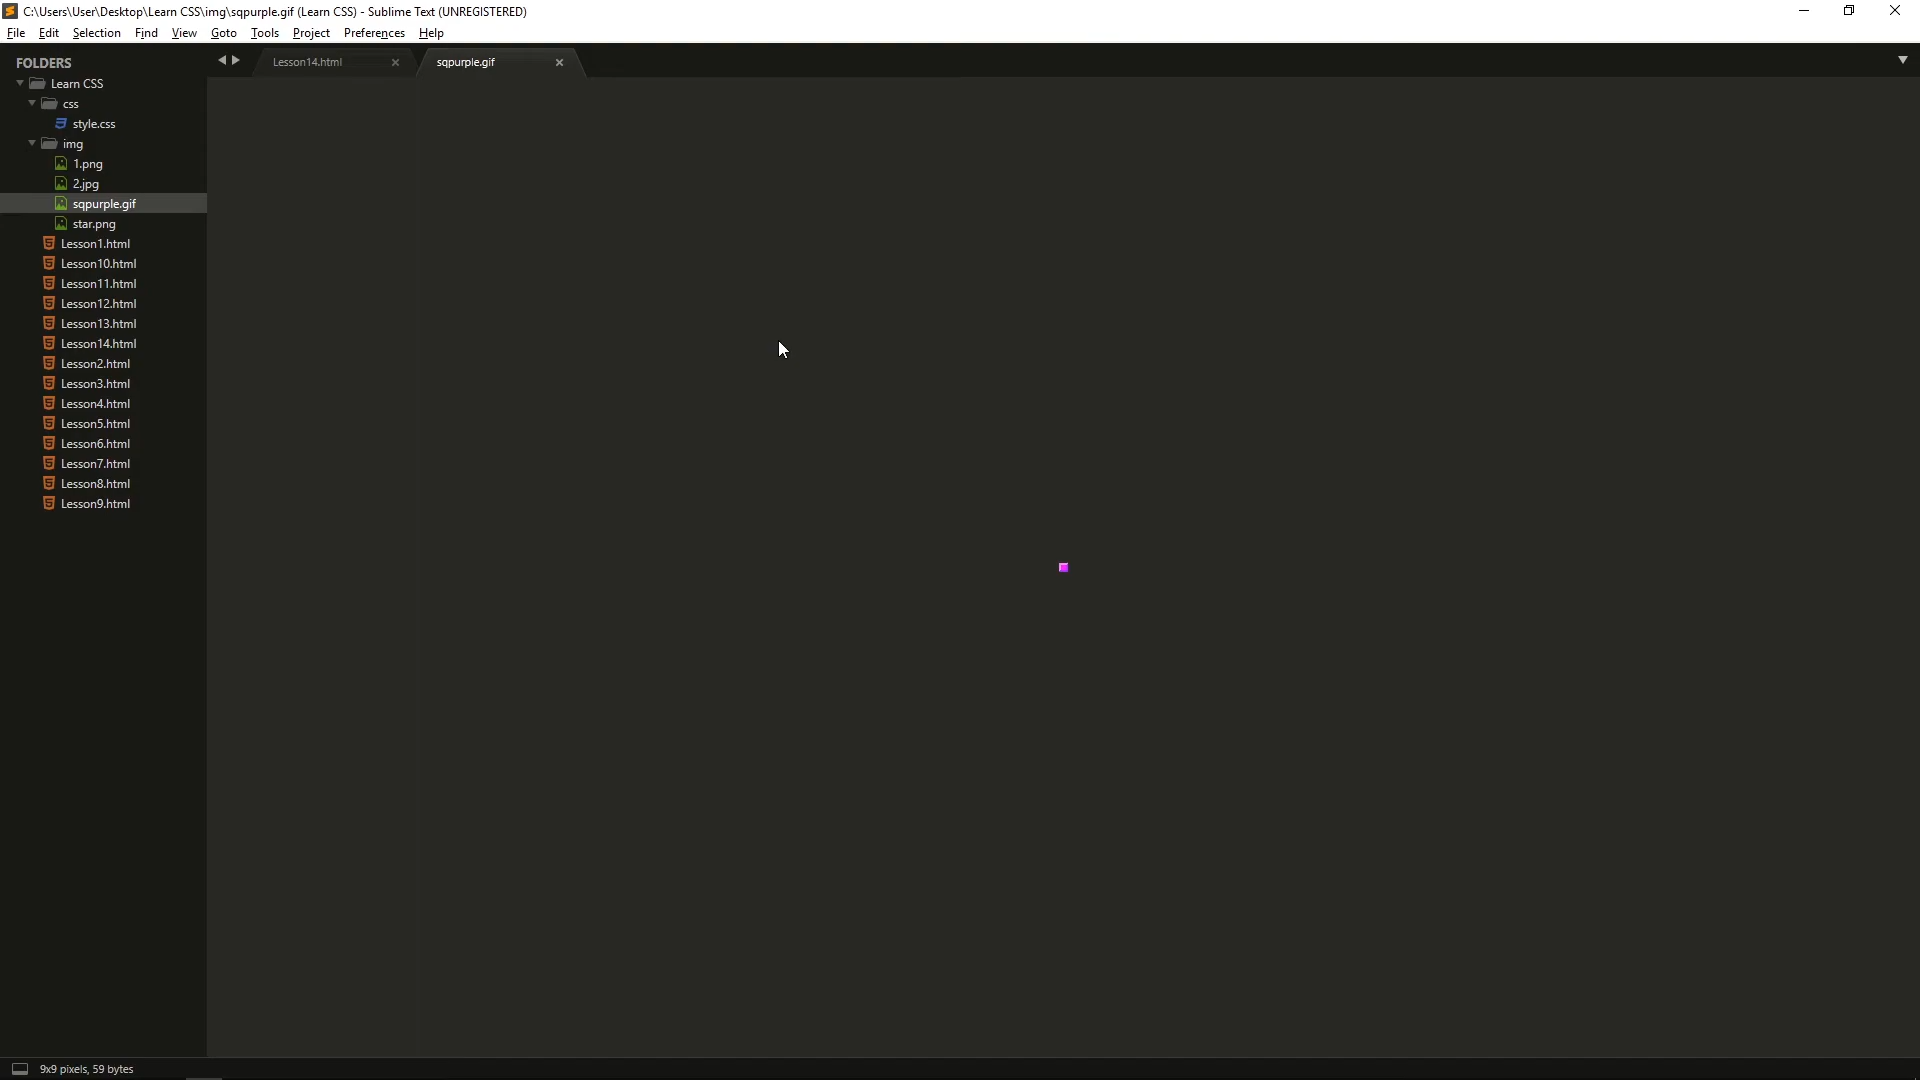 C:\Users\User\Desktop\Learn CSS\img\sqpurple.gif (Learn CSS) - Sublime Text (UNREGISTERED)
File Edit Selection Find View Goto Tools Project Preferences Help
FOLDERS
Lesson14.html
sqpurple.gif
Learn CSS
css
style.css
img
1.png
2.jpg
sqpurple.gif
star.png
Lesson1.html
Lesson10.html
Lesson11.html
Lesson12.html
Lesson13.html
Lesson14.html
Lesson2.html
Lesson3.html
Lesson4.html
Lesson5.html
Lesson6.html
Lesson7.html
Lesson8.html
Lesson9.html
9x9 pixels, 59 bytes